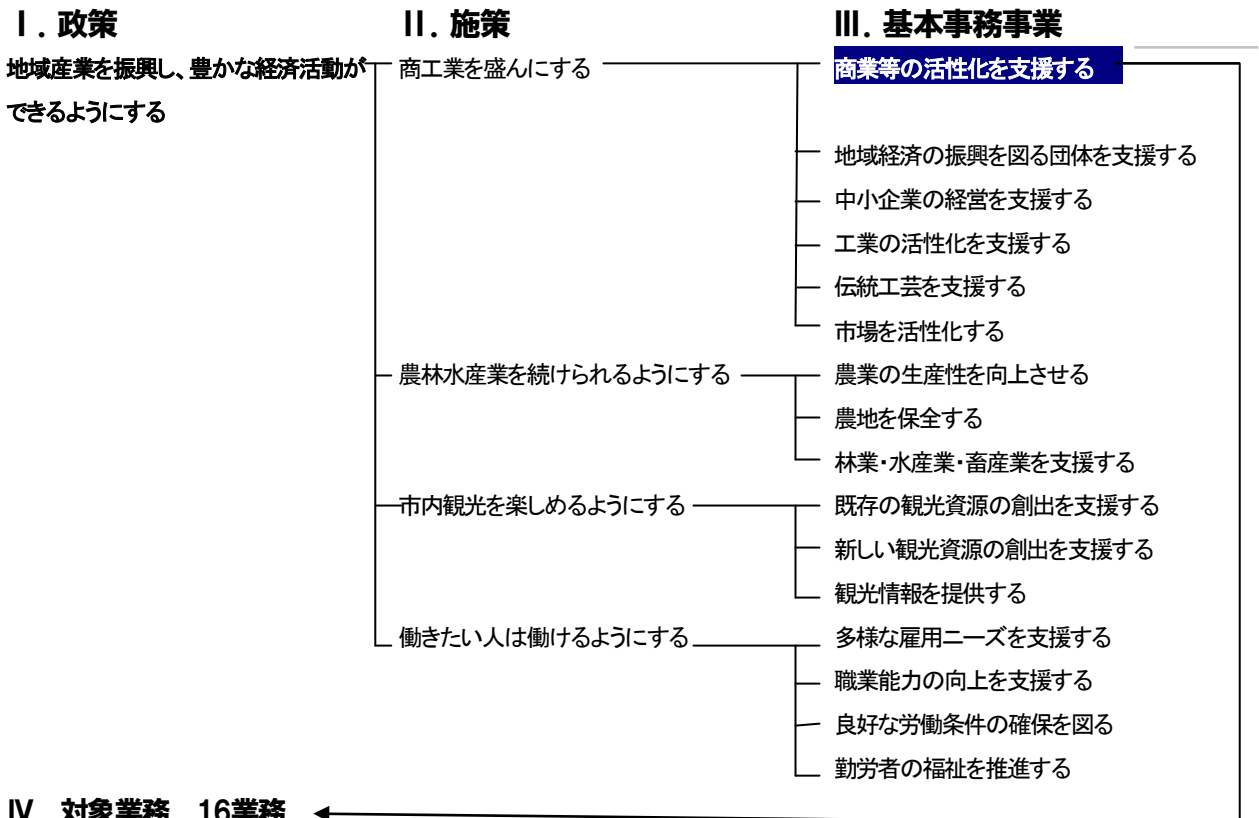 Ⅰ．政策
Ⅱ．施策
Ⅲ．基本事務事業
地域産業を振興し、豊かな経済活動が
できるようにする
商工業を盛んにする
商業等の活性化を支援する
地域経済の振興を図る団体を支援する
中小企業の経営を支援する
工業の活性化を支援する
伝統工芸を支援する
市場を活性化する
農林水産業を続けられるようにする
農業の生産性を向上させる
農地を保全する
林業・水産業・畜産業を支援する
市内観光を楽しめるようにする
既存の観光資源の創出を支援する
新しい観光資源の創出を支援する
観光情報を提供する
働きたい人は働けるようにする
多様な雇用ニーズを支援する
職業能力の向上を支援する
良好な労働条件の確保を図る
勤労者の福祉を推進する
Ⅳ　対象業務　16業務